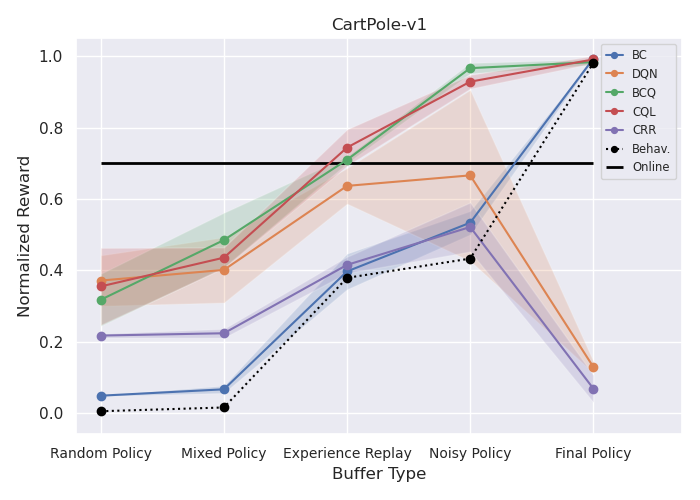 CartPole-v1
Normalized Reward
1.0
0.8
0.6
0.4
0.2
0.0
BC
DQN
BCQ
CQL
CRR
Behav.
Online
Random Policy Mixed Policy Experience Replay Noisy Policy Final Policy
Buffer Type